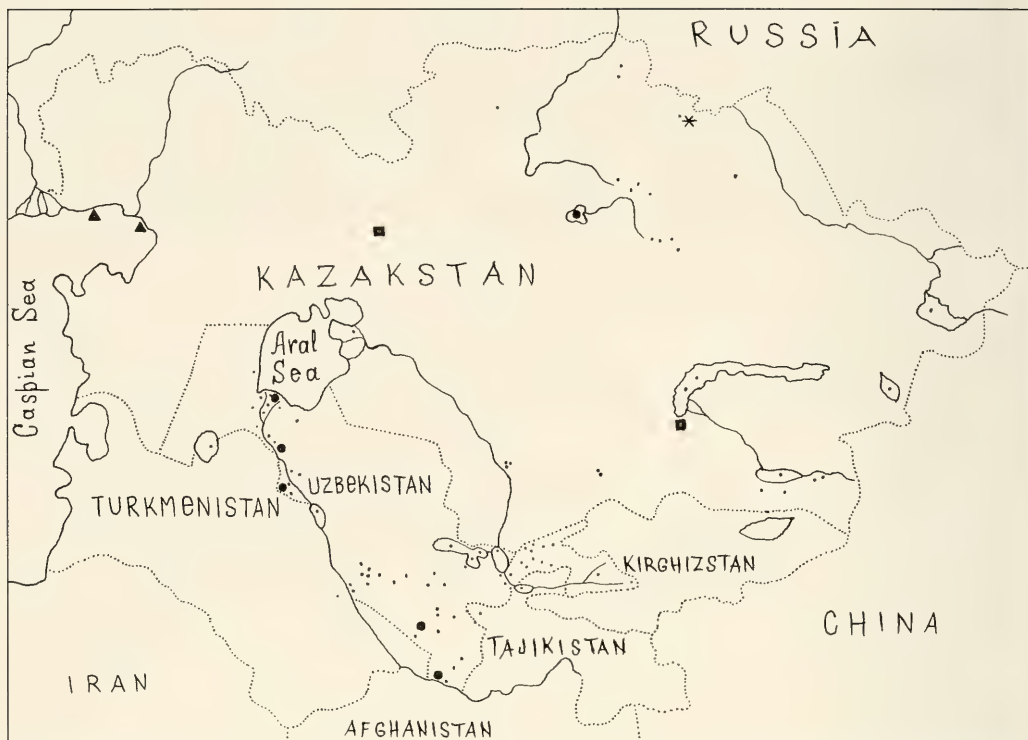 RUSSIA
KAZAKSTAN
Caspian Sea
Aral
Sea
UZBEKISTAN
TURKMENISTAN
KIRGHIZSTAN
CHINA
TAJIKISTAN
IRAN
AFGHANISTAN